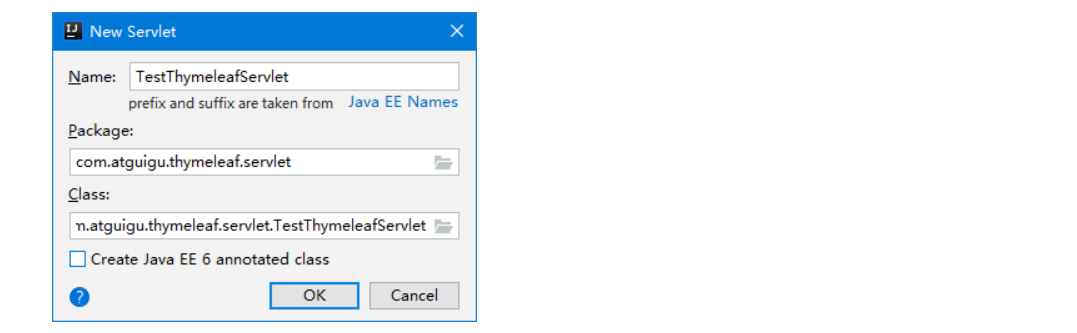 New Servlet
Name: TestThymeleafServlet
prefix and suffix are taken from Java EE Names
Package:
com.atguigu.thymeleaf.servlet
Class:
n.atguigu.thymeleaf.servlet.TestThymeleafServlet
Create Java EE 6 annotated class
? OK Cancel